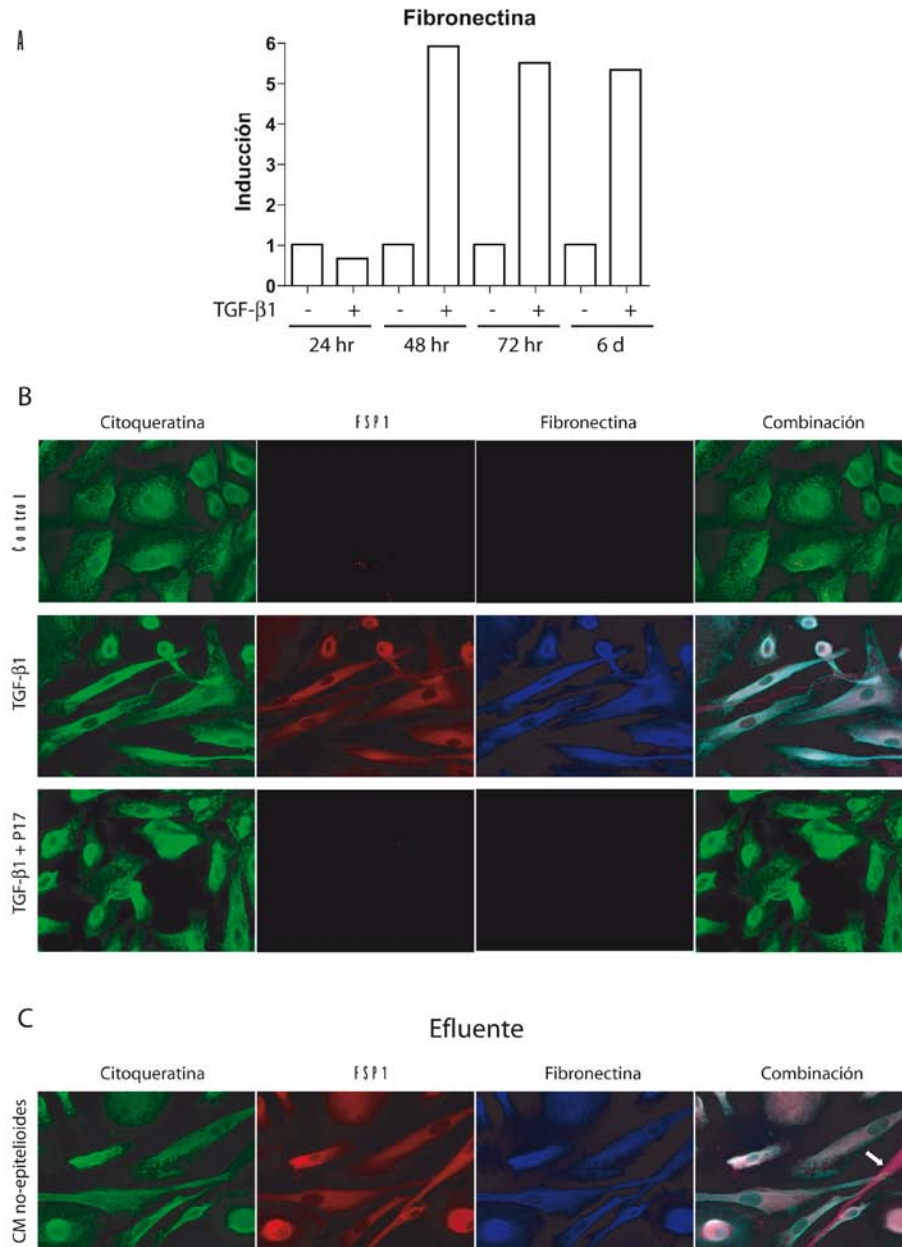 A
Fibronectina
Inducción
6
5
4
3
2
1
0
TGF-β1 - + - + - + - +
24 hr 48 hr 72 hr 6 d
B
Citoqueratina FSP1 Fibronectina Combinación
Control
TGF-β1
TGF-β1 + P17
C
Efluente
Citoqueratina FSP1 Fibronectina Combinación
CM no-epitelioides